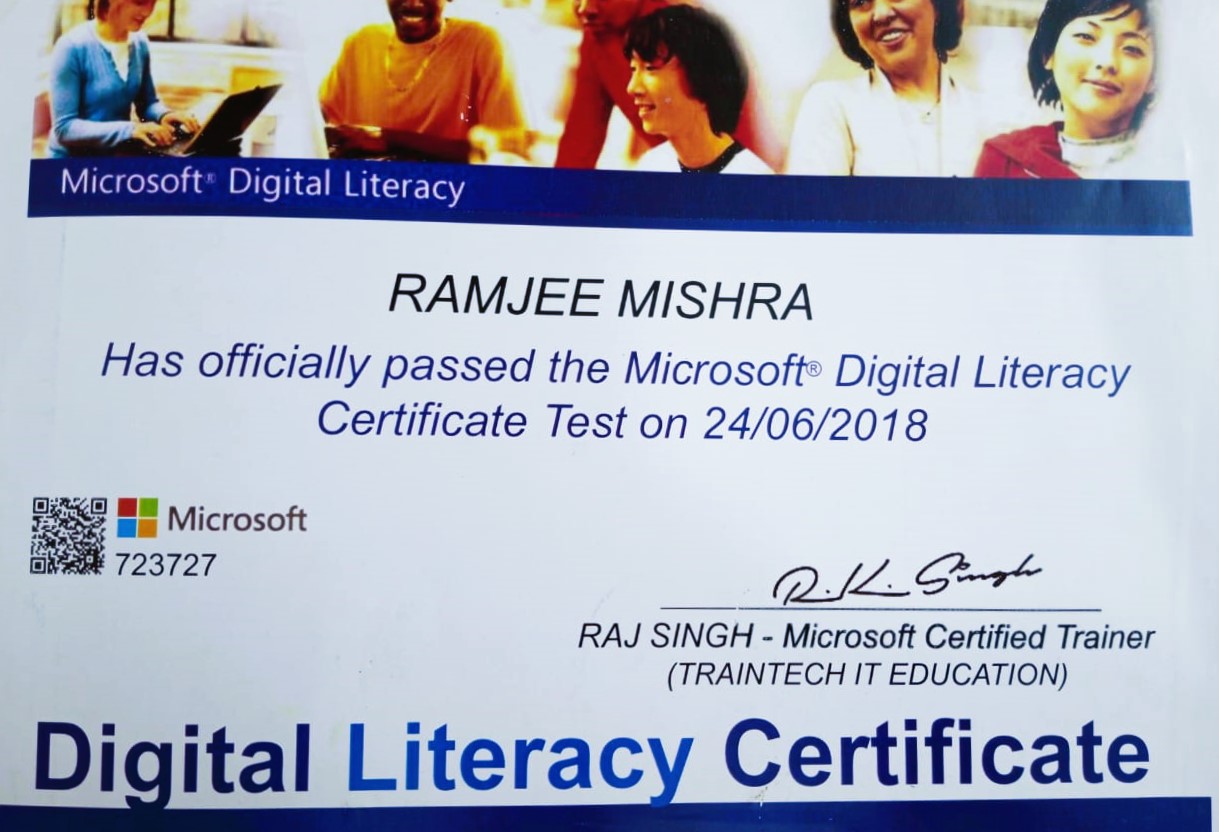 Microsoft® Digital Literacy
RAMJEE MISHRA
Has officially passed the Microsoft® Digital Literacy
Certificate Test on 24/06/2018
Microsoft
723727
R.K. Singh
RAJ SINGH - Microsoft Certified Trainer
(TRAINTECH IT EDUCATION)
Digital Literacy Certificate